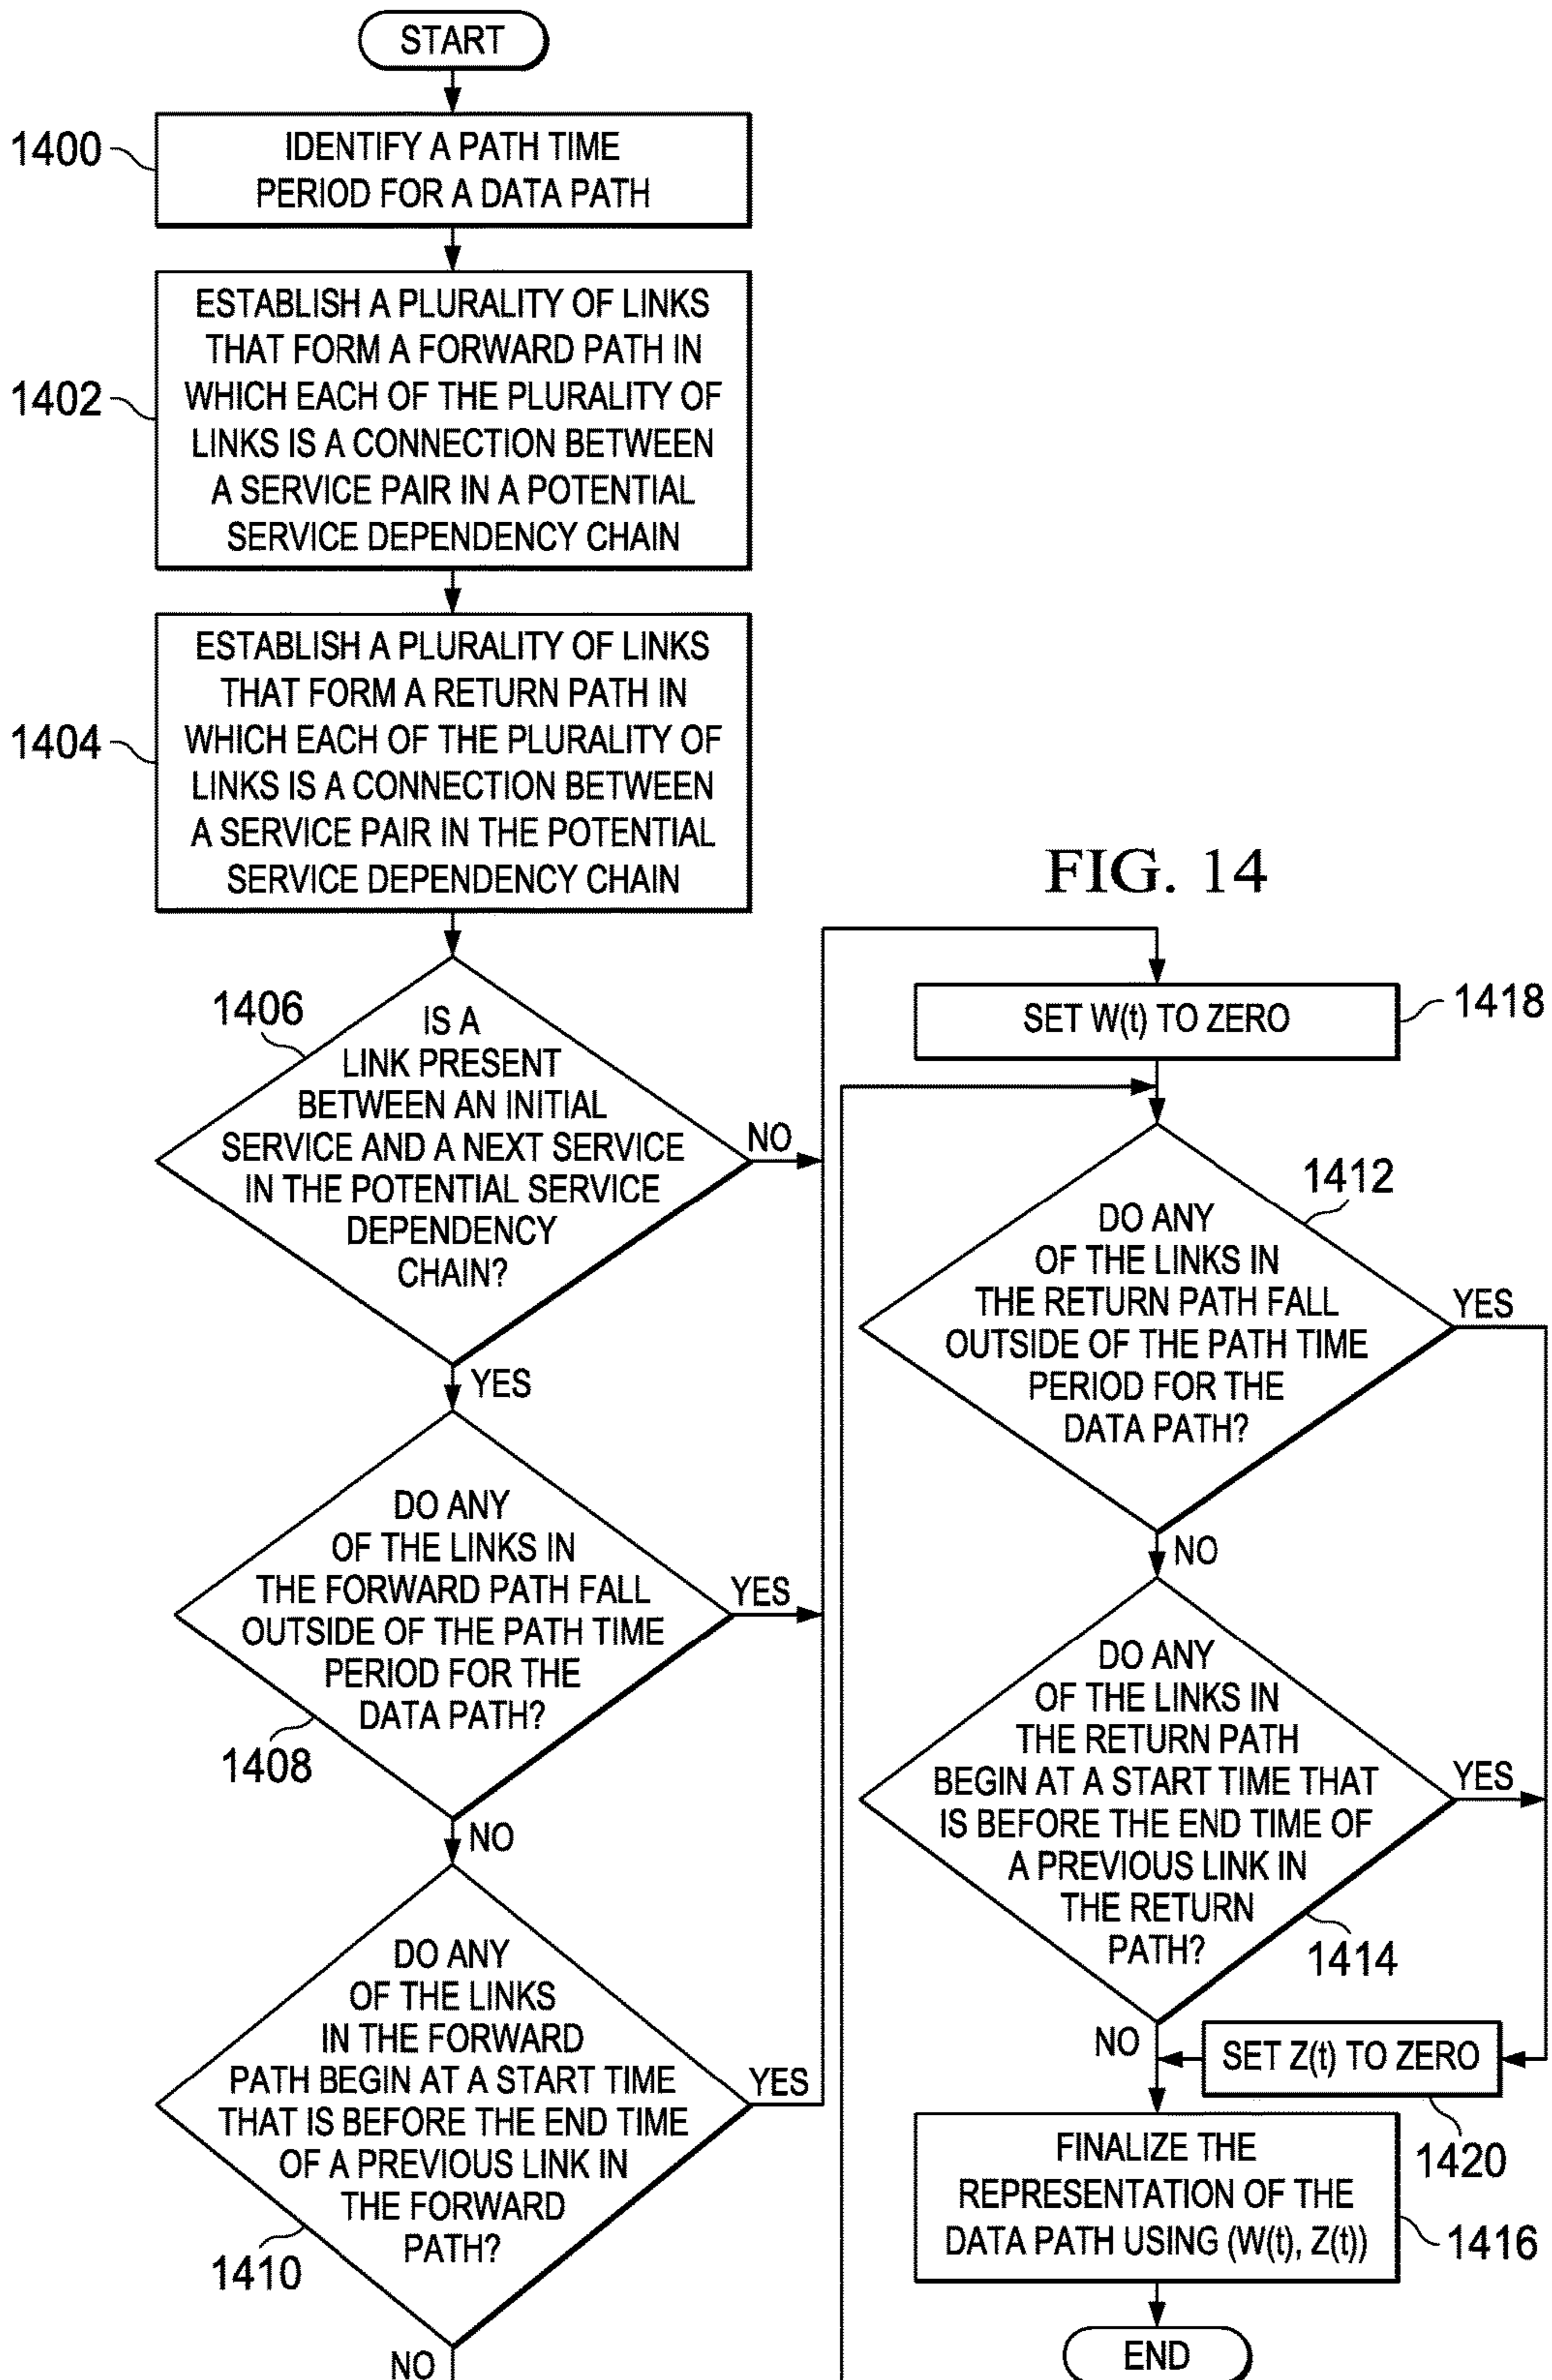 START
1400
IDENTIFY A PATH TIME
PERIOD FOR A DATA PATH
1402
ESTABLISH A PLURALITY OF LINKS
THAT FORM A FORWARD PATH IN
WHICH EACH OF THE PLURALITY OF
LINKS IS A CONNECTION BETWEEN
A SERVICE PAIR IN A POTENTIAL
SERVICE DEPENDENCY CHAIN
1404
ESTABLISH A PLURALITY OF LINKS
THAT FORM A RETURN PATH IN
WHICH EACH OF THE PLURALITY OF
LINKS IS A CONNECTION BETWEEN
A SERVICE PAIR IN THE POTENTIAL
SERVICE DEPENDENCY CHAIN
1406
IS A
LINK PRESENT
BETWEEN AN INITIAL
SERVICE AND A NEXT SERVICE
IN THE POTENTIAL SERVICE
DEPENDENCY
CHAIN?
NO
YES
DO ANY
OF THE LINKS IN
THE FORWARD PATH FALL
OUTSIDE OF THE PATH TIME
PERIOD FOR THE
DATA PATH?
YES
1408
NO
DO ANY
OF THE LINKS
IN THE FORWARD
PATH BEGIN AT A START TIME
THAT IS BEFORE THE END TIME
OF A PREVIOUS LINK IN
THE FORWARD
PATH?
YES
1410
NO
FIG. 14
SET W(t) TO ZERO
1418
1412
DO ANY
OF THE LINKS IN
THE RETURN PATH FALL
OUTSIDE OF THE PATH TIME
PERIOD FOR THE
DATA PATH?
YES
NO
DO ANY
OF THE LINKS IN
THE RETURN PATH
BEGIN AT A START TIME THAT
IS BEFORE THE END TIME OF
A PREVIOUS LINK IN
THE RETURN
PATH?
YES
1414
NO
SET Z(t) TO ZERO
1420
FINALIZE THE
REPRESENTATION OF THE
DATA PATH USING (W(t), Z(t))
1416
END